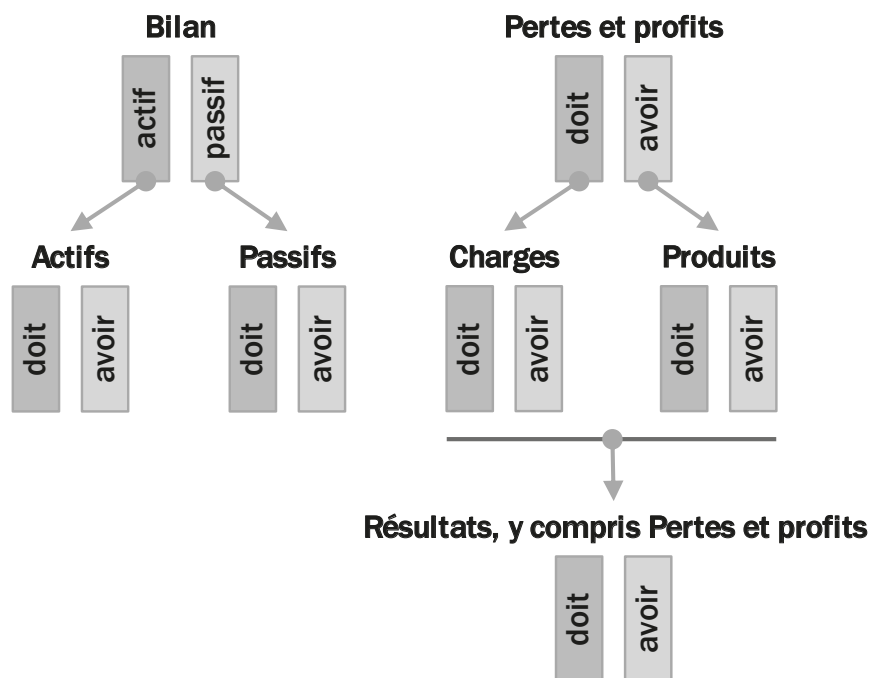 Bilan
Pertes et profits
actif
passif
doit
avoir
Actifs
Passifs
Charges
Produits
doit
avoir
doit
avoir
doit
avoir
doit
avoir
Résultats, y compris Pertes et profits
doit
avoir